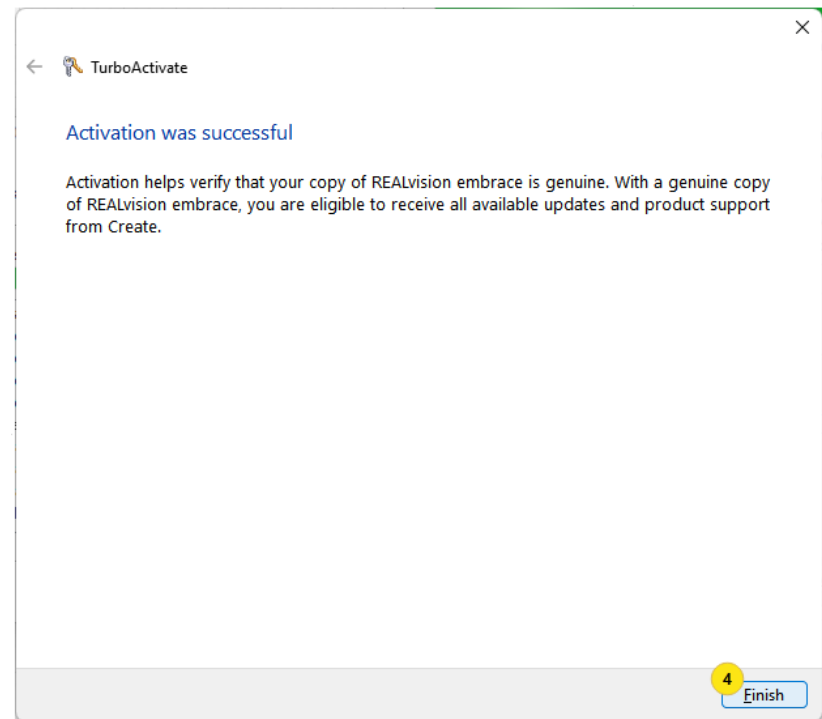 TurboActivate
Activation was successful
Activation helps verify that your copy of REALvision embrace is genuine. With a genuine copy
of REALvision embrace, you are eligible to receive all available updates and product support
from Create.
4
Finish